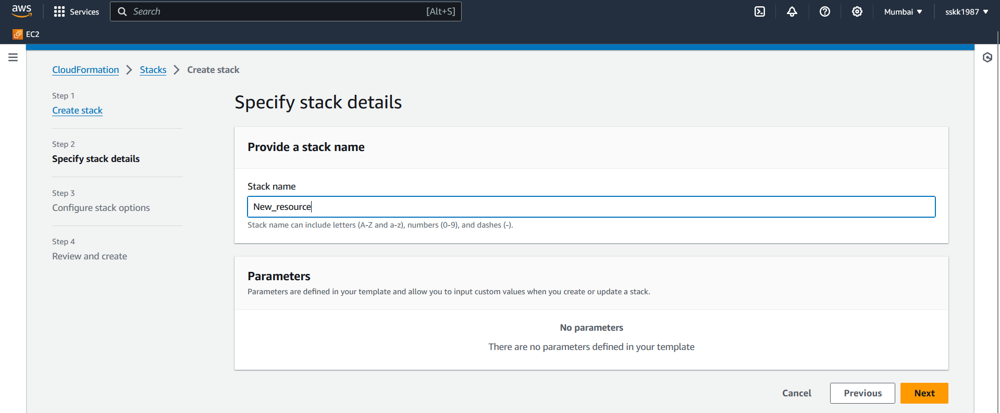 aws
Services
Search [Alt+S]
Mumbai
sskk1987
EC2
CloudFormation
Stacks
Create stack
Step 1
Create stack
Step 2
Specify stack details
Step 3
Configure stack options
Step 4
Review and create
Specify stack details
Provide a stack name
Stack name
New_resource
Stack name can include letters (A-Z and a-z), numbers (0-9), and dashes (-).
Parameters
Parameters are defined in your template and allow you to input custom values when you create or update a stack.
No parameters
There are no parameters defined in your template
Cancel
Previous
Next